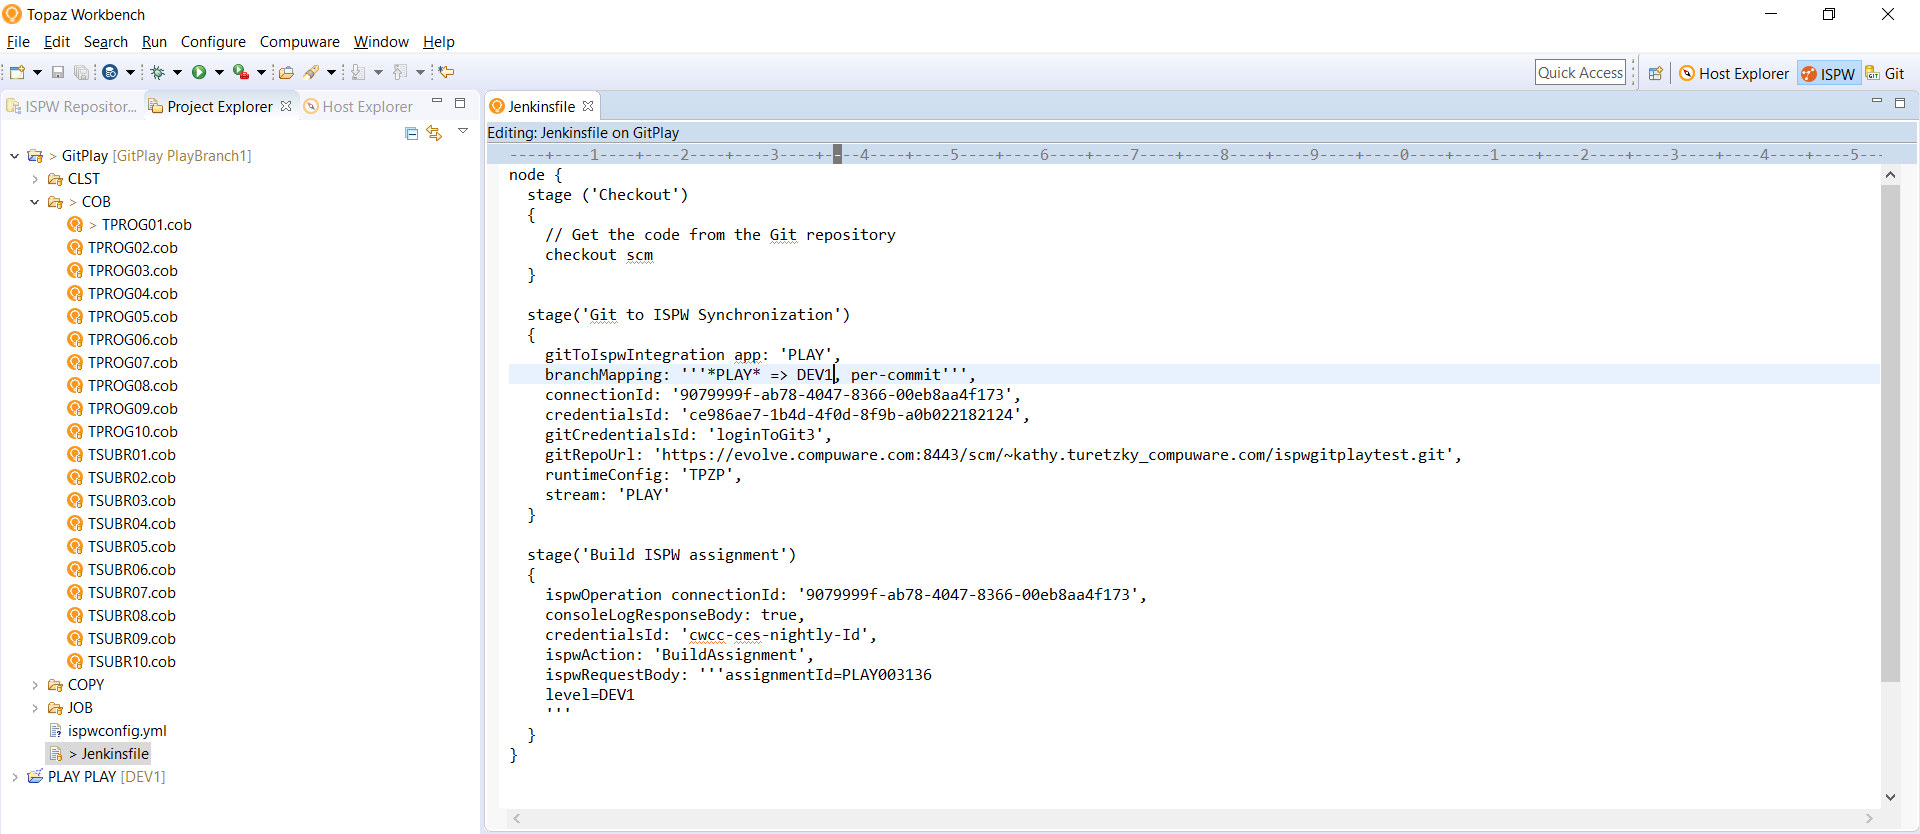 Topaz Workbench
File Edit Search Run Configure Compuware Window Help
Quick Access Host Explorer ISPW Git
ISPW Repositor... Project Explorer Host Explorer
> GitPlay [GitPlay PlayBranch1]
CLST
> COB
> TPROG01.cob
TPROG02.cob
TPROG03.cob
TPROG04.cob
TPROG05.cob
TPROG06.cob
TPROG07.cob
TPROG08.cob
TPROG09.cob
TPROG10.cob
TSUBR01.cob
TSUBR02.cob
TSUBR03.cob
TSUBR04.cob
TSUBR05.cob
TSUBR06.cob
TSUBR07.cob
TSUBR08.cob
TSUBR09.cob
TSUBR10.cob
COPY
JOB
ispwconfig.yml
> Jenkinsfile
PLAY PLAY [DEV1]
Jenkinsfile
Editing: Jenkinsfile on GitPlay
----+----1----+----2----+----3----+----4----+----5----+----6----+----7----+----8----+----9----+----0----+----1----+----2----+----3----+----4----+----5---
node {
  stage ('Checkout')
  {
    // Get the code from the Git repository
    checkout scm
  }
  stage('Git to ISPW Synchronization')
  {
    gitToIspwIntegration app: 'PLAY',
    branchMapping: '''*PLAY* => DEV1, per-commit''',
    connectionId: '9079999f-ab78-4047-8366-00eb8aa4f173',
    credentialsId: 'ce986ae7-1b4d-4f0d-8f9b-a0b022182124',
    gitCredentialsId: 'loginToGit3',
    gitRepoUrl: 'https://evolve.compuware.com:8443/scm/~kathy.turetzky_compuware.com/ispwgitplaytest.git',
    runtimeConfig: 'TPZP',
    stream: 'PLAY'
  }
  stage('Build ISPW assignment')
  {
    ispwOperation connectionId: '9079999f-ab78-4047-8366-00eb8aa4f173',
    consoleLogResponseBody: true,
    credentialsId: 'cwcc-ces-nightly-Id',
    ispwAction: 'BuildAssignment',
    ispwRequestBody: '''assignmentId=PLAY003136
    level=DEV1
    '''
  }
}